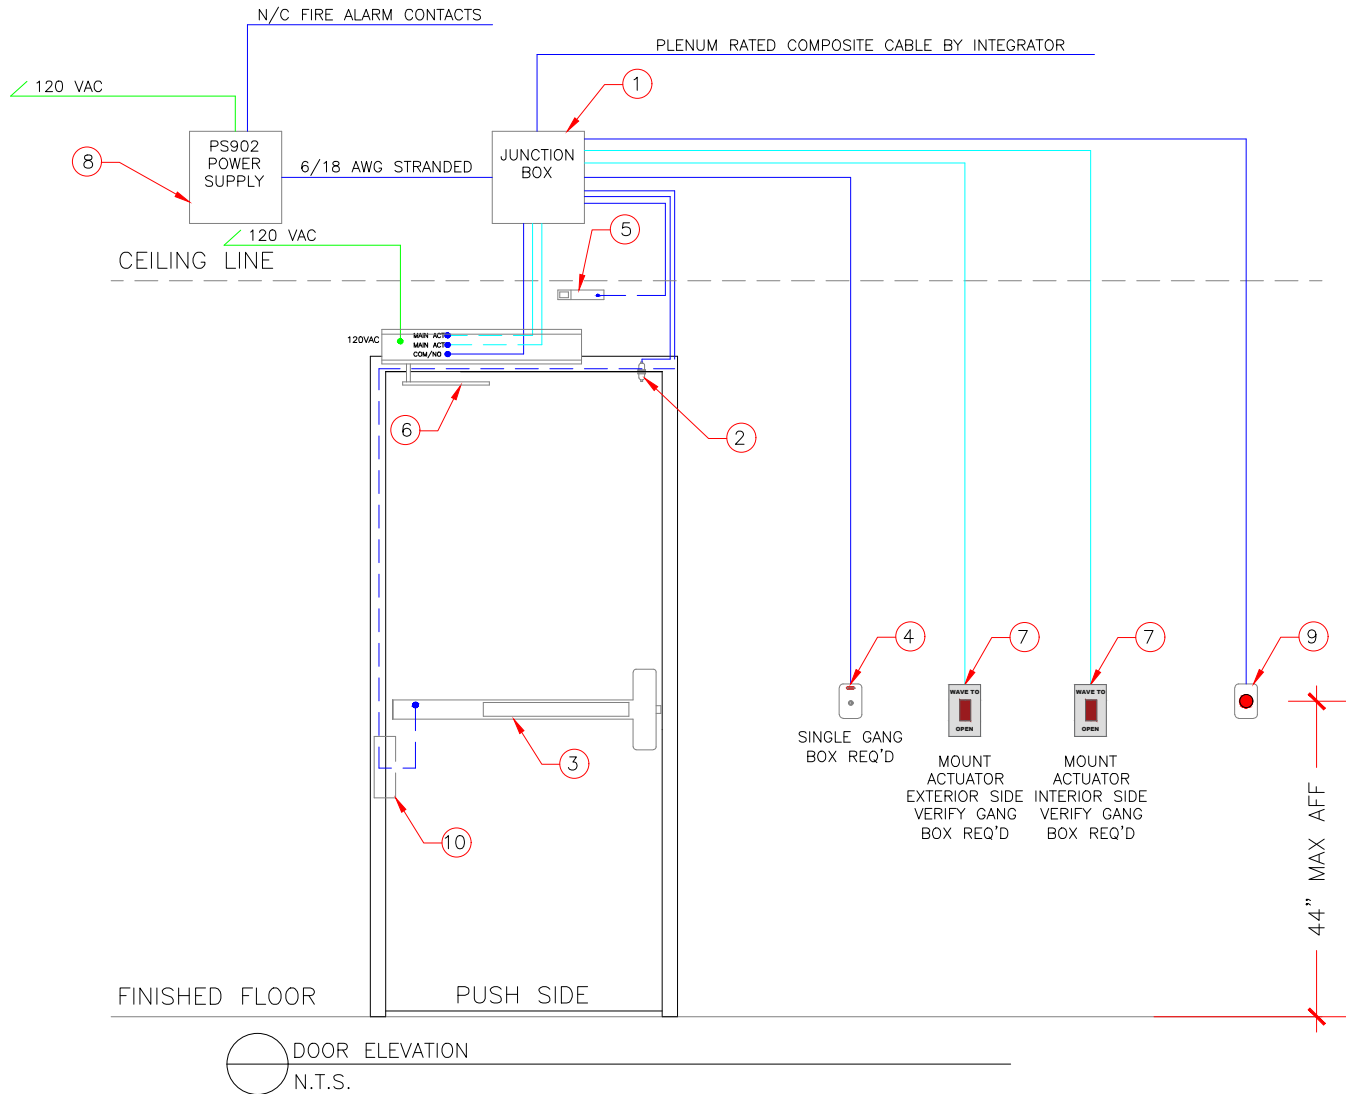 N/C FIRE ALARM CONTACTS
PLENUM RATED COMPOSITE CABLE BY INTEGRATOR
120 VAC
1
PS902
POWER
SUPPLY
8
6/18 AWG STRANDED
JUNCTION
BOX
120 VAC
5
CEILING LINE
120VAC
MAIN ACT
MAIN ACT
COM/NO
6
2
4
7
7
9
WAVE TO
OPEN
WAVE TO
OPEN
SINGLE GANG
BOX REQ'D
3
MOUNT
ACTUATOR
EXTERIOR SIDE
VERIFY GANG
BOX REQ'D
MOUNT
ACTUATOR
INTERIOR SIDE
VERIFY GANG
BOX REQ'D
10
44" MAX AFF
FINISHED FLOOR
PUSH SIDE
DOOR ELEVATION
N.T.S.